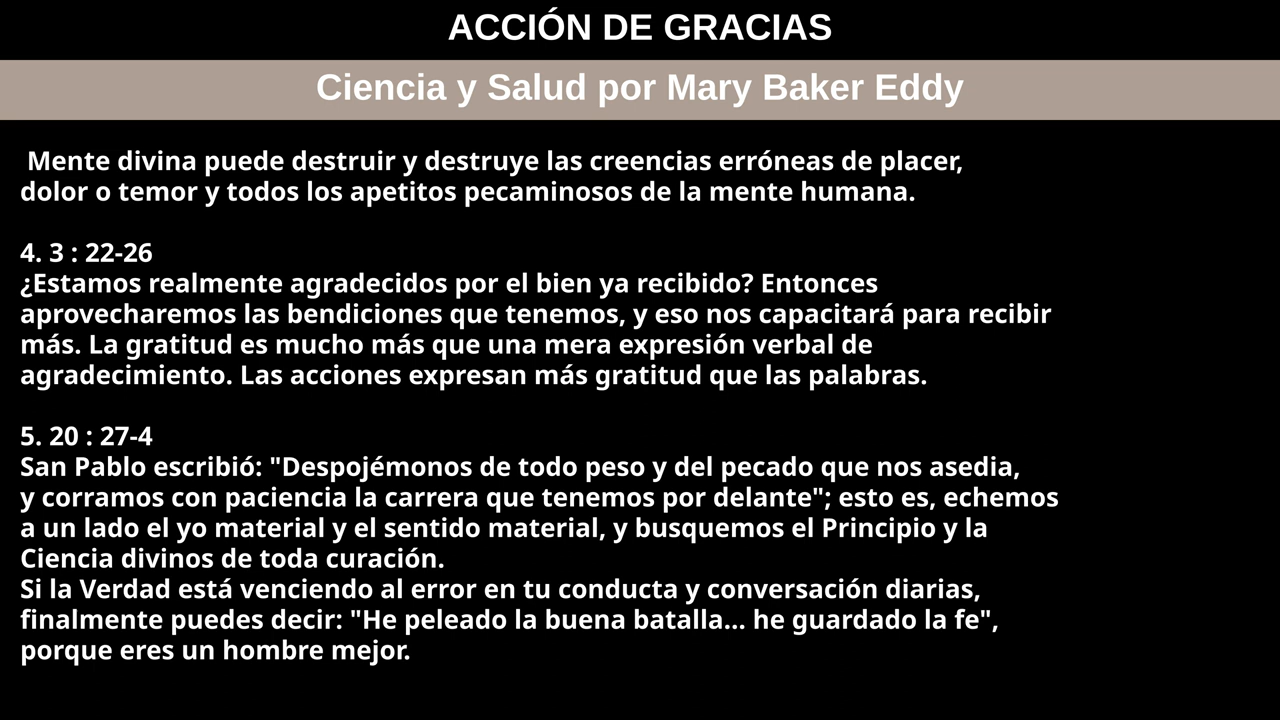 ACCIÓN DE GRACIAS
Ciencia y Salud por Mary Baker Eddy
Mente divina puede destruir y destruye las creencias erróneas de placer,
dolor o temor y todos los apetitos pecaminosos de la mente humana.
4. 3 : 22-26
¿Estamos realmente agradecidos por el bien ya recibido? Entonces
aprovecharemos las bendiciones que tenemos, y eso nos capacitará para recibir
más. La gratitud es mucho más que una mera expresión verbal de
agradecimiento. Las acciones expresan más gratitud que las palabras.
5. 20 : 27-4
San Pablo escribió: "Despojémonos de todo peso y del pecado que nos asedia,
y corramos con paciencia la carrera que tenemos por delante"; esto es, echemos
a un lado el yo material y el sentido material, y busquemos el Principio y la
Ciencia divinos de toda curación.
Si la Verdad está venciendo al error en tu conducta y conversación diarias,
finalmente puedes decir: "He peleado la buena batalla... he guardado la fe",
porque eres un hombre mejor.